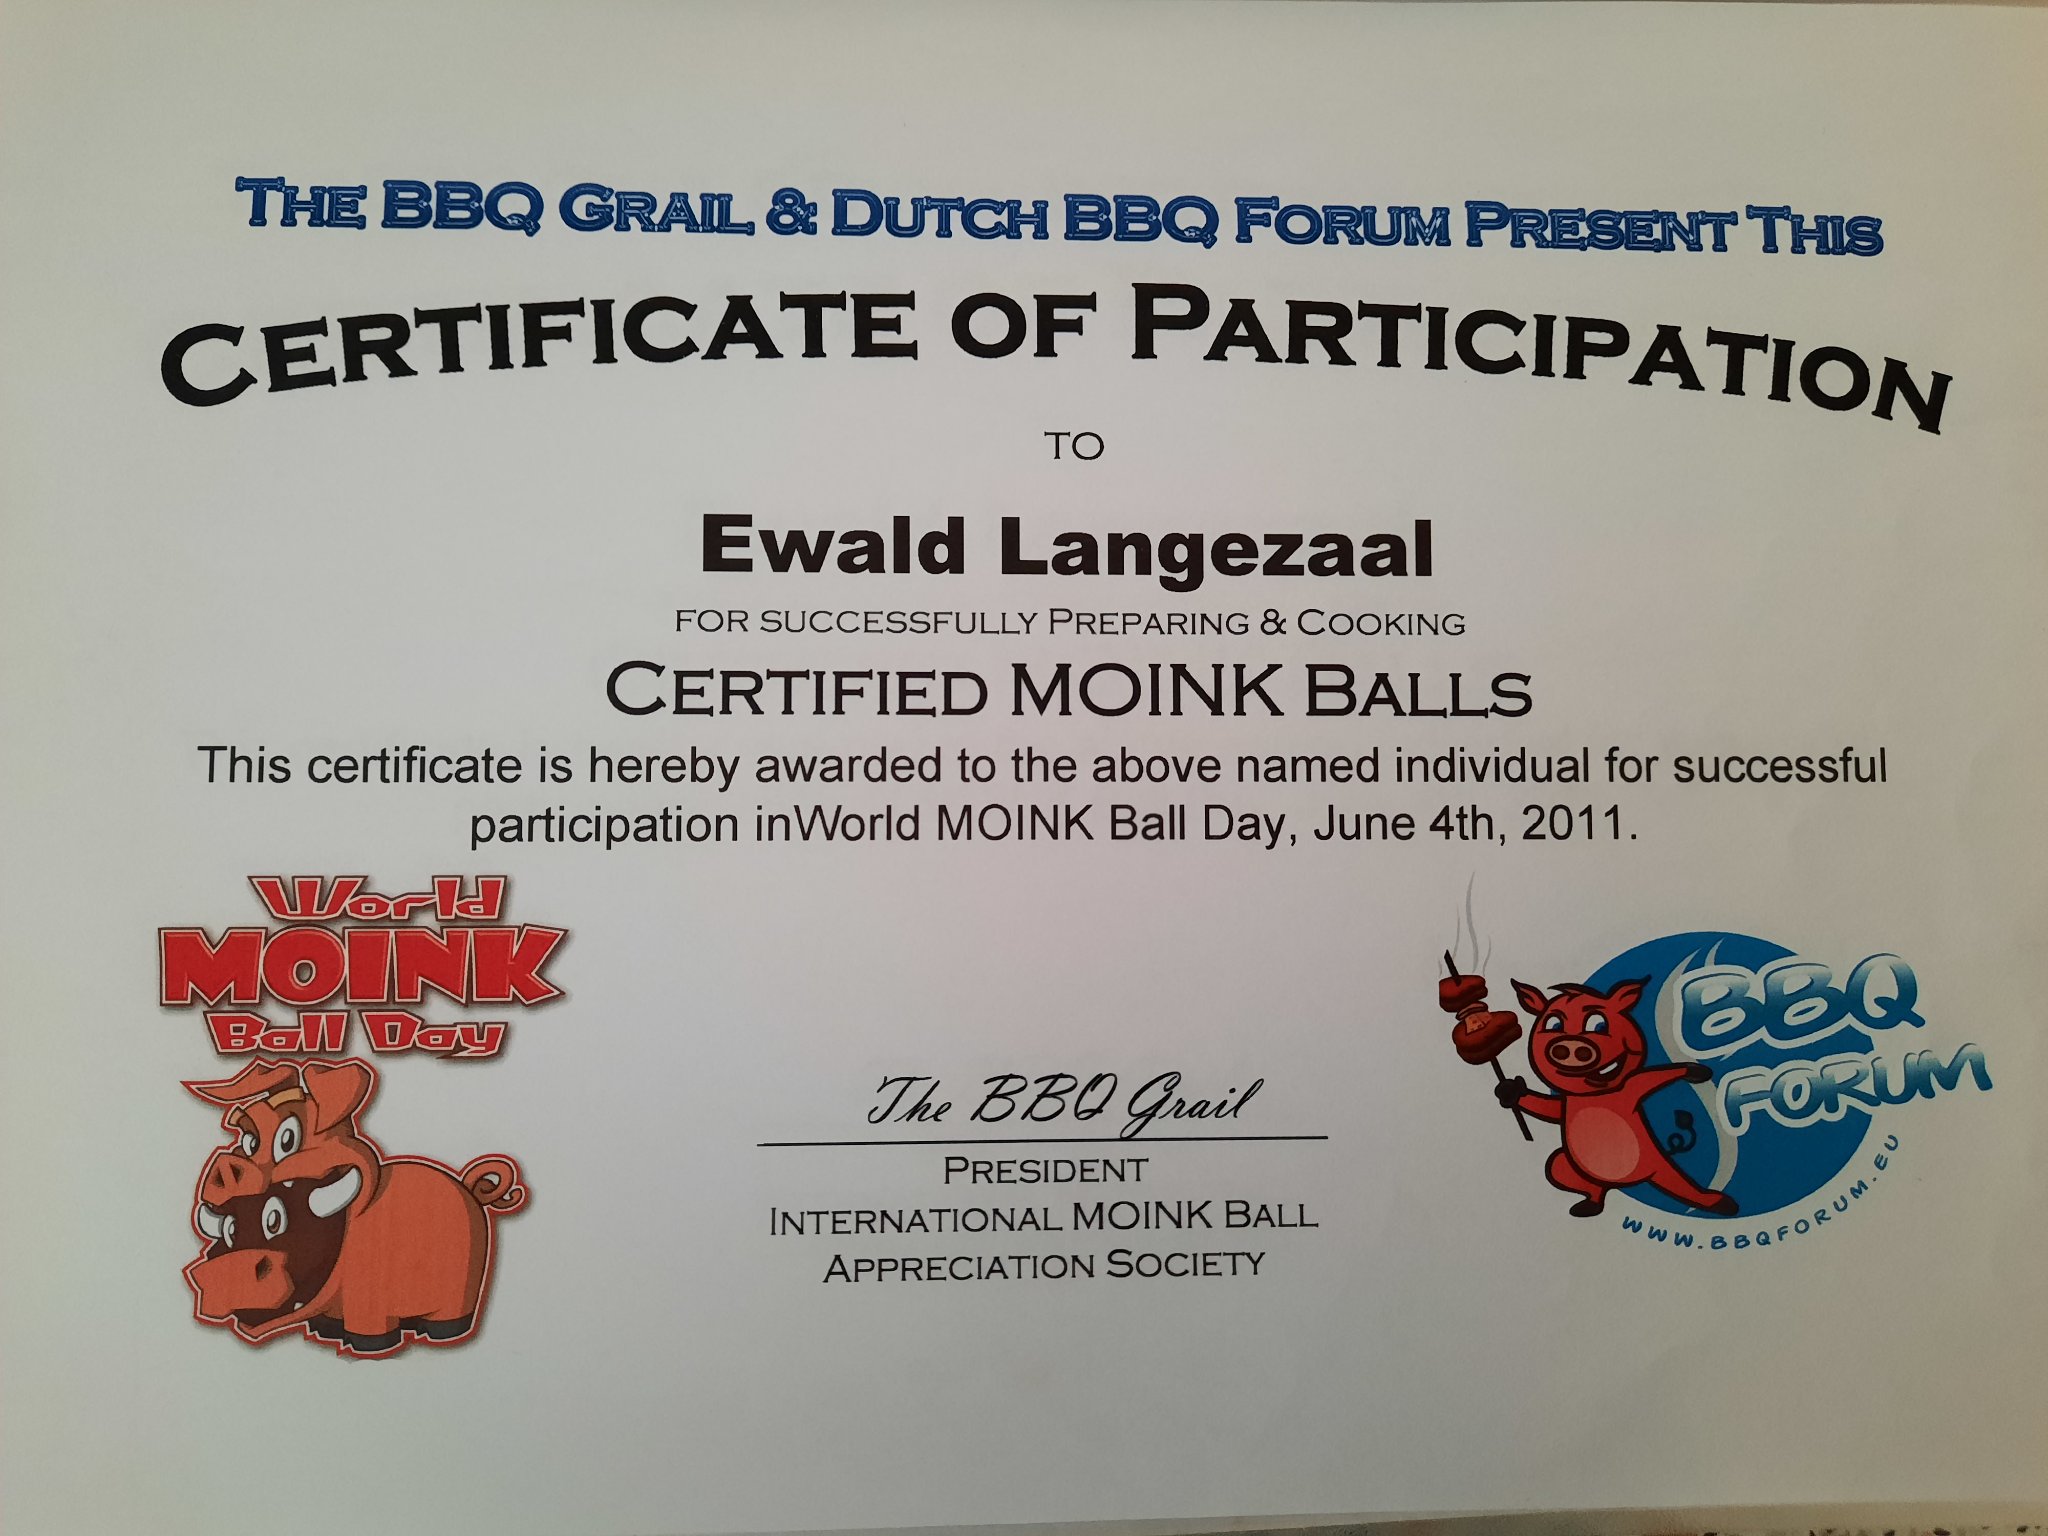 The BBQ Grail & Dutch BBQ Forum Present This
Certificate of Participation
to
Ewald Langezaal
for successfully Preparing & Cooking
Certified MOINK Balls
This certificate is hereby awarded to the above named individual for successful
participation inWorld MOINK Ball Day, June 4th, 2011.
World
MOINK
Ball Day
BBQ
FORUM
WWW.BBQFORUM.EU
The BBQ Grail
President
International MOINK Ball
Appreciation Society